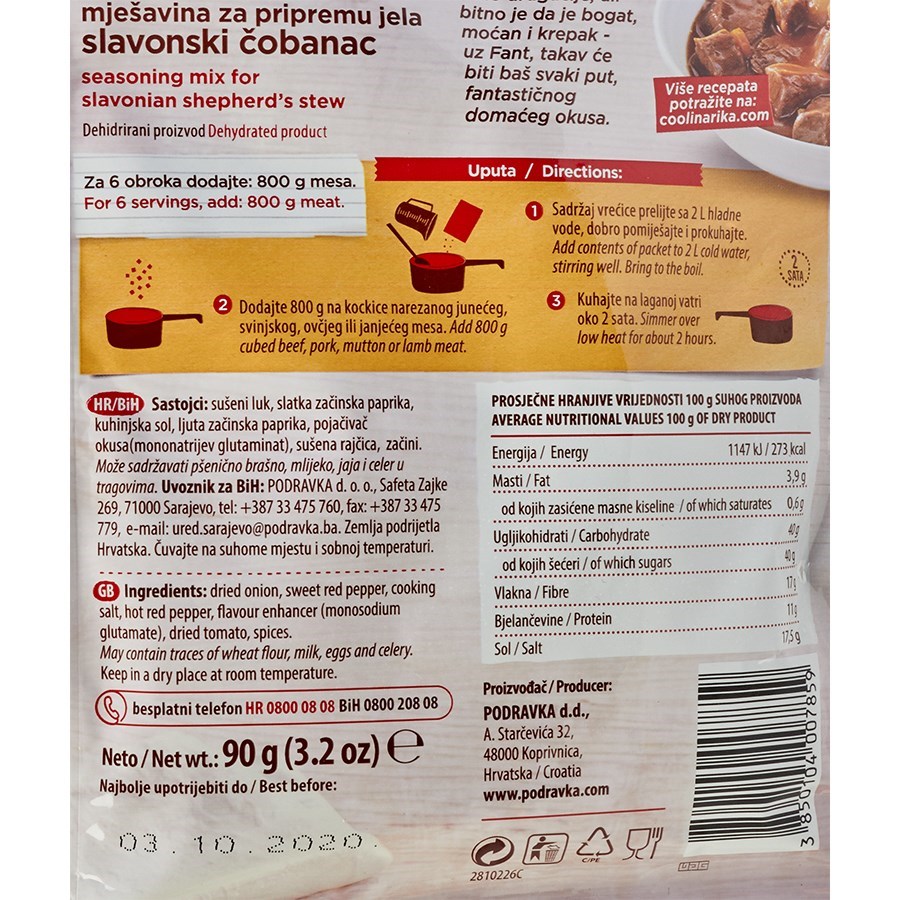 mješavina za pripremu jela
slavonski čobanac
seasoning mix for
slavonian shepherd's stew
Dehidrirani proizvod Dehydrated product
bitno je da je bogat,
moćan i krepak -
uz Fant, takav će
biti baš svaki put,
fantastičnog
domaćeg okusa.
Više recepata
potražite na:
coolinarika.com
Za 6 obroka dodajte: 800 g mesa.
For 6 servings, add: 800 g meat.
Uputa / Directions:
1 Sadržaj vrećice prelijte sa 2 L hladne
vode, dobro pomiješajte i prokuhajte.
Add contents of packet to 2 L cold water,
stirring well. Bring to the boil.
2 Dodajte 800 g na kockice narezanog junećeg,
svinjskog, ovčjeg ili janjećeg mesa. Add 800 g
cubed beef, pork, mutton or lamb meat.
3 Kuhajte na laganoj vatri
oko 2 sata. Simmer over
low heat for about 2 hours.
2
SATA
HR/BiH Sastojci: sušeni luk, slatka začinska paprika,
kuhinjska sol, ljuta začinska paprika, pojačivač
okusa(mononatrijev glutaminat), sušena rajčica, začini.
Može sadržavati pšenično brašno, mlijeko, jaja i celer u
tragovima. Uvoznik za BiH: PODRAVKA d. o. o., Safeta Zajke
269, 71000 Sarajevo, tel: +387 33 475 760, fax: +387 33 475
779, e-mail: ured.sarajevo@podravka.ba. Zemlja podrijetla
Hrvatska. Čuvajte na suhome mjestu i sobnoj temperaturi.
GB Ingredients: dried onion, sweet red pepper, cooking
salt, hot red pepper, flavour enhancer (monosodium
glutamate), dried tomato, spices.
May contain traces of wheat flour, milk, eggs and celery.
Keep in a dry place at room temperature.
besplatni telefon HR 0800 08 08 BiH 0800 208 08
Neto / Net wt.: 90 g (3.2 oz) e
Najbolje upotrijebiti do / Best before:
03.10.2020.
PROSJEČNE HRANJIVE VRIJEDNOSTI 100 g SUHOG PROIZVODA
AVERAGE NUTRITIONAL VALUES 100 g OF DRY PRODUCT
Energija / Energy 1147 kJ / 273 kcal
Masti / Fat 3,9 g
od kojih zasićene masne kiseline / of which saturates 0,6 g
Ugljikohidrati / Carbohydrate 40 g
od kojih šećeri / of which sugars 40 g
Vlakna / Fibre 17 g
Bjelančevine / Protein 11 g
Sol / Salt 17,5 g
Proizvođač / Producer:
PODRAVKA d.d.,
A. Starčevića 32,
48000 Koprivnica,
Hrvatska / Croatia
www.podravka.com
C/PE
2810226C
3 850104 007859